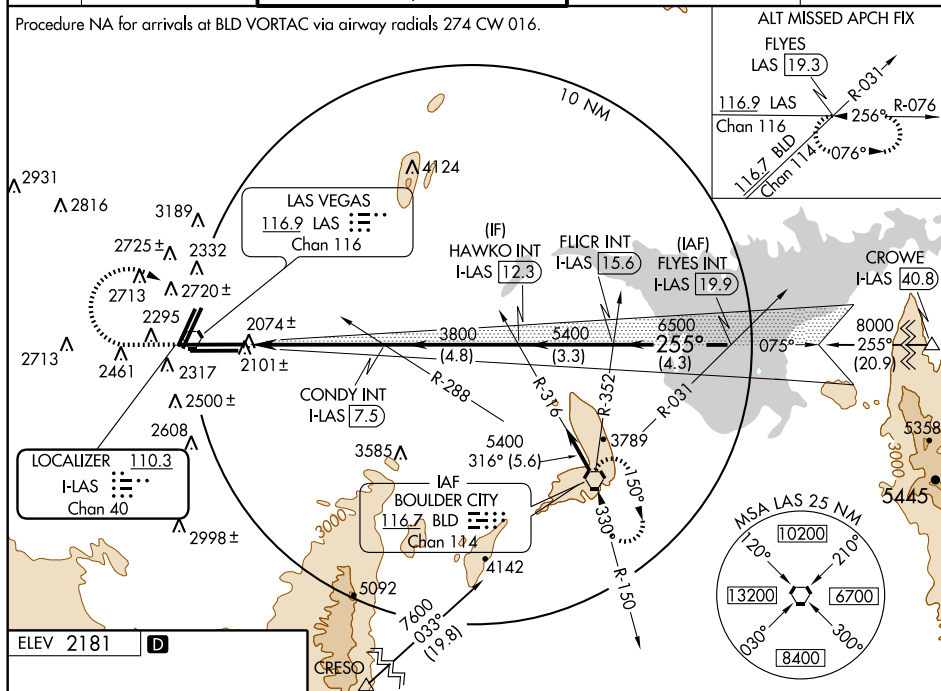 Procedure NA for arrivals at BLD VORTAC via airway radials 274 CW 016.
ALT MISSED APCH FIX
FLYES
LAS 19.3
R-031
116.9 LAS
Chan 116
256°
R-076
076°
116.7 BLD
Chan 114
10 NM
4124
2931
2816
3189
2725 ±
2332
2713
2720 ±
2295
2074 ±
2713
2461
2317
2101 ±
2500 ±
2608
2998 ±
LAS VEGAS
116.9 LAS
Chan 116
(IF)
HAWKO INT
I-LAS 12.3
FLICR INT
I-LAS 15.6
(IAF)
FLYES INT
I-LAS 19.9
CROWE
I-LAS 40.8
3800
(4.8)
5400
(3.3)
6500
255°
(4.3)
075°
8000
255°
(20.9)
CONDY INT
I-LAS 7.5
R-288
R-316
R-352
R-031
3789
3585
5400
316° (5.6)
150°
330°
R-150
IAF
BOULDER CITY
116.7 BLD
Chan 114
LOCALIZER 110.3
I-LAS
Chan 40
3000
5092
4142
7600
033°
(19.8)
CRESO
5358
3000
5445
MSA LAS 25 NM
120°
10200
210°
13200
6700
030°
8400
300°
ELEV 2181
D